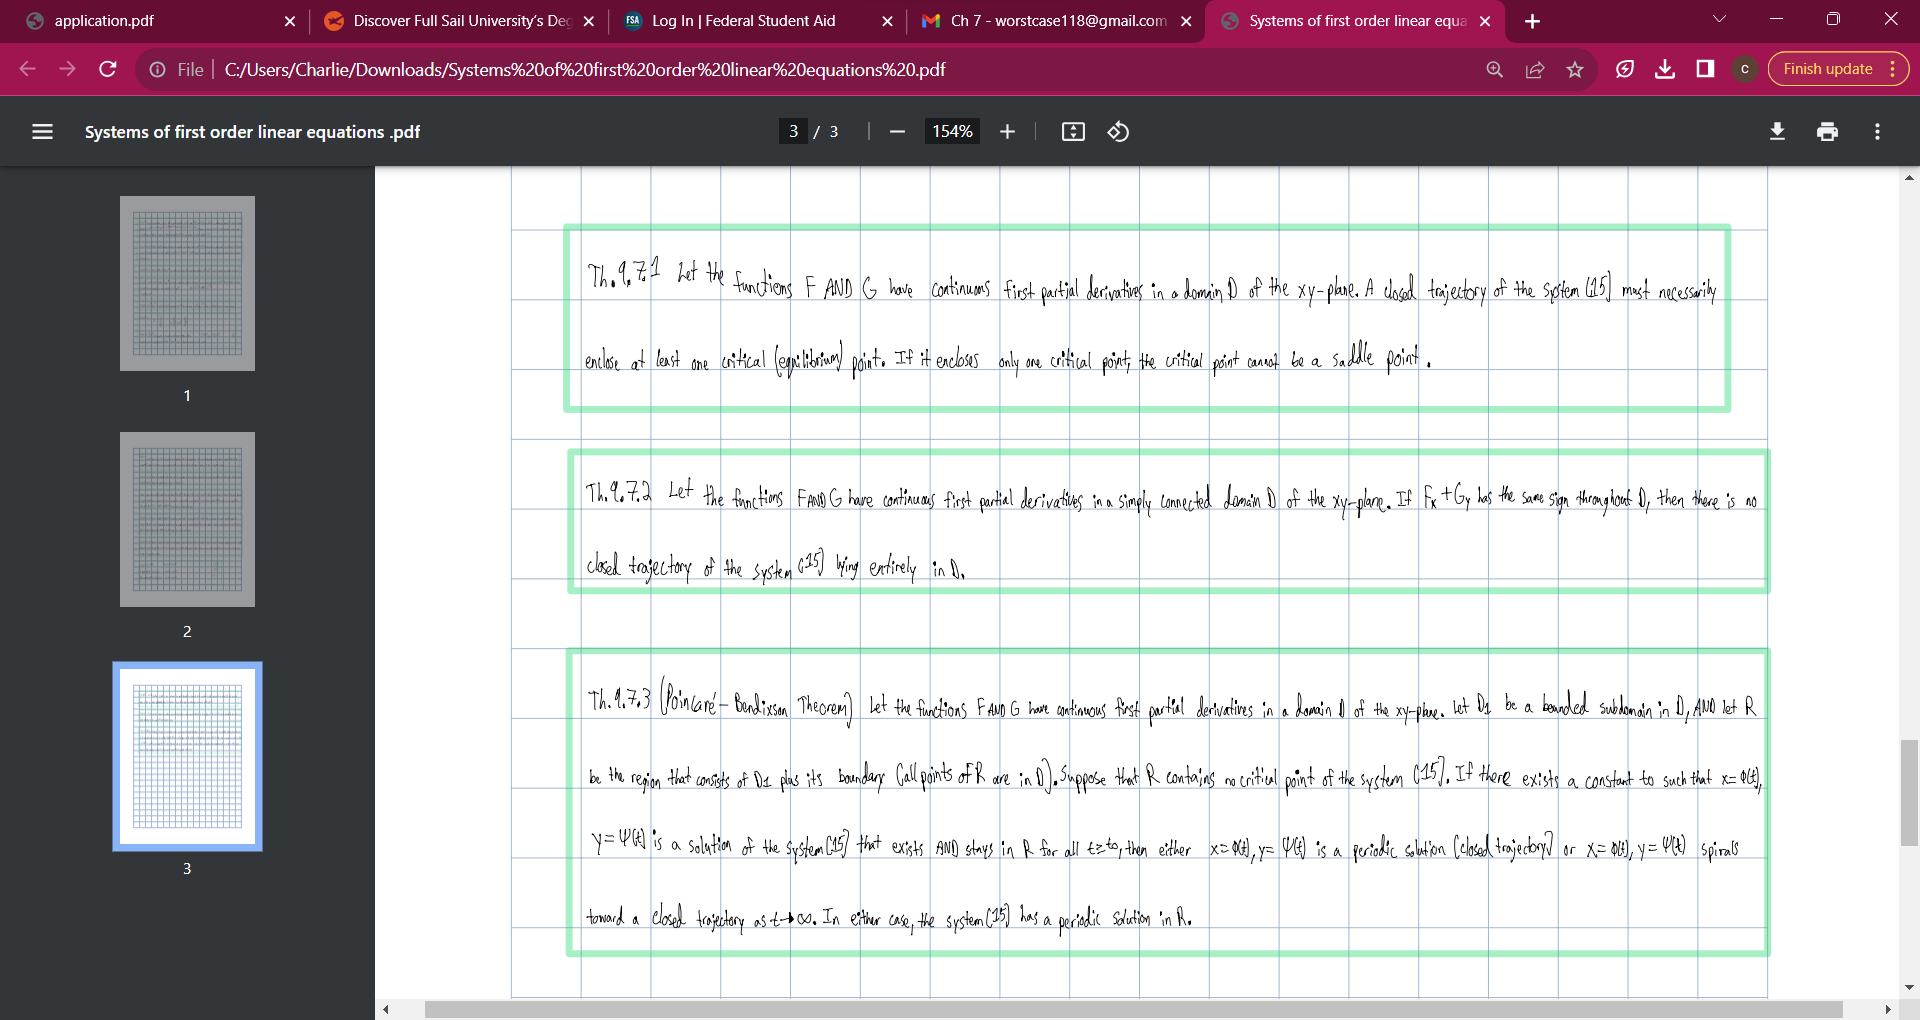 application.pdf
Discover Full Sail University's Deg
FSA Log In | Federal Student Aid
Ch 7 - worstcase118@gmail.com
Systems of first order linear equa
File | C:/Users/Charlie/Downloads/Systems%20of%20first%20order%20linear%20equations%20.pdf
C
Finish update
Systems of first order linear equations .pdf
3 / 3
154%
1
2
3
Th.9.7.1 Let the functions F AND G have continuous first partial derivatives in a domain D of the xy-plane. A closed trajectory of the system (15) must necessarily
enclose at least one critical (equilibrium) point. If it encloses only one critical point, the critical point cannot be a saddle point.
Th.9.7.2 Let the functions F AND G have continuous first partial derivatives in a simply connected domain D of the xy-plane. If Fx+Gy has the same sign throughout D, then there is no
closed trajectory of the system (15) lying entirely in D.
Th.9.7.3 (Poincaré-Bendixson Theorem) Let the functions F AND G have continuous first partial derivatives in a domain D of the xy-plane. Let D1 be a bounded subdomain in D, AND let R
be the region that consists of D1 plus its boundary (all points of R are in D). Suppose that R contains no critical point of the system (15). If there exists a constant to such that x=φ(t),
y=Ψ(t) is a solution of the system (15) that exists AND stays in R for all t≥to, then either x=φ(t), y=Ψ(t) is a periodic solution (closed trajectory) or x=φ(t), y=Ψ(t) spirals
toward a closed trajectory as t→∞. In either case, the system (15) has a periodic solution in R.